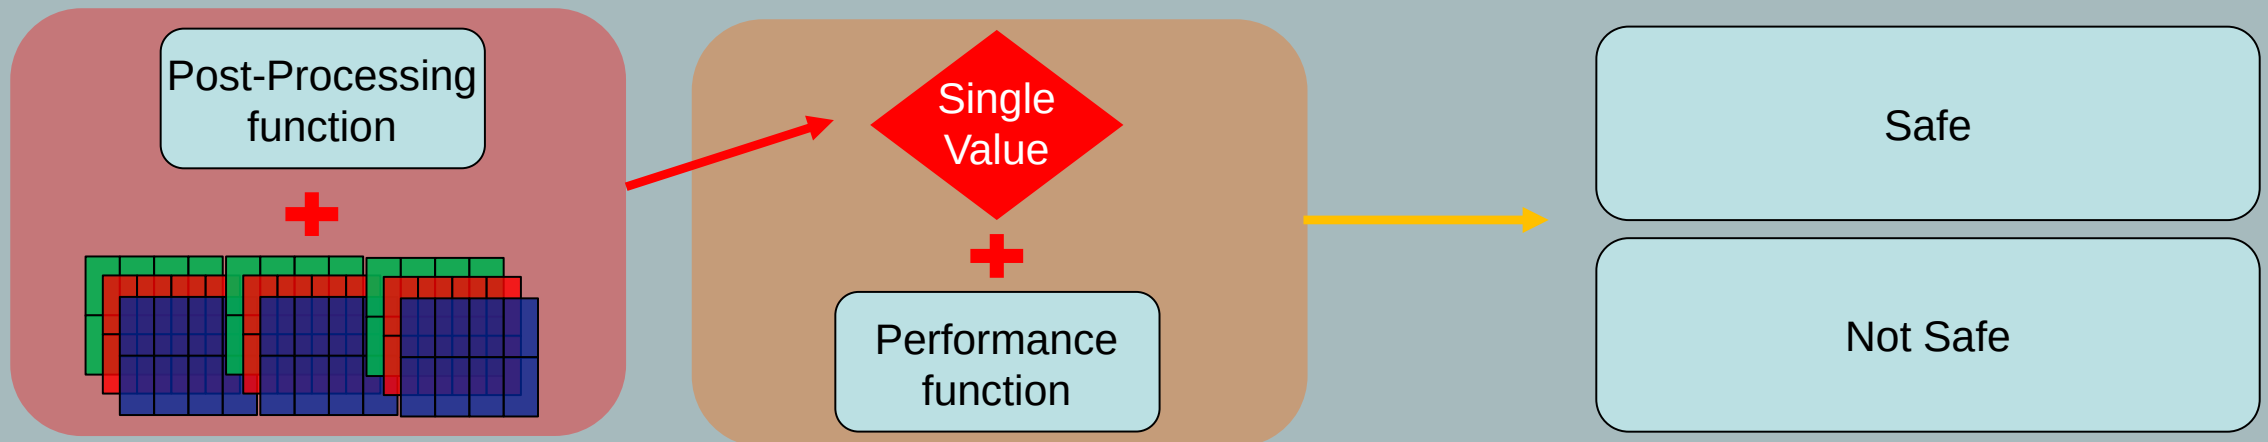 Post-Processing
function
Single
Value
Performance
function
Safe
Not Safe